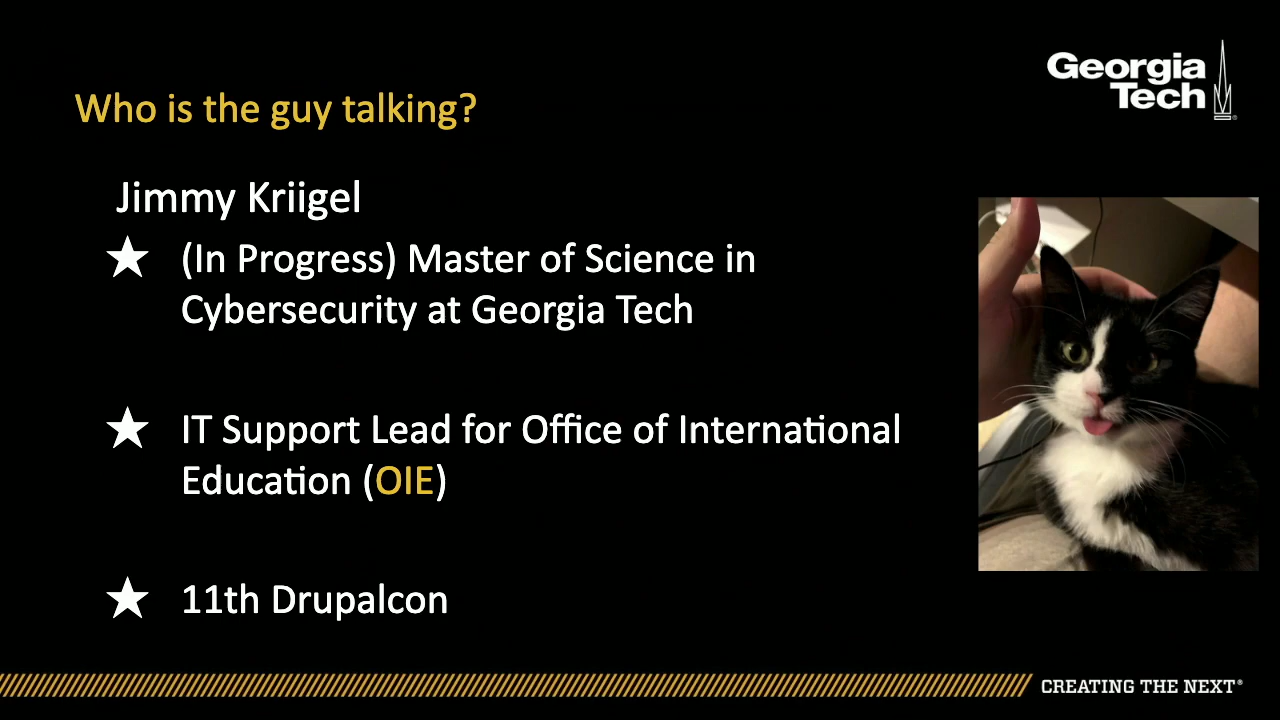 Georgia
Tech
Who is the guy talking?
Jimmy Kriigel
★ (In Progress) Master of Science in
Cybersecurity at Georgia Tech
★ IT Support Lead for Office of International
Education (OIE)
★ 11th Drupalcon
CREATING THE NEXT®